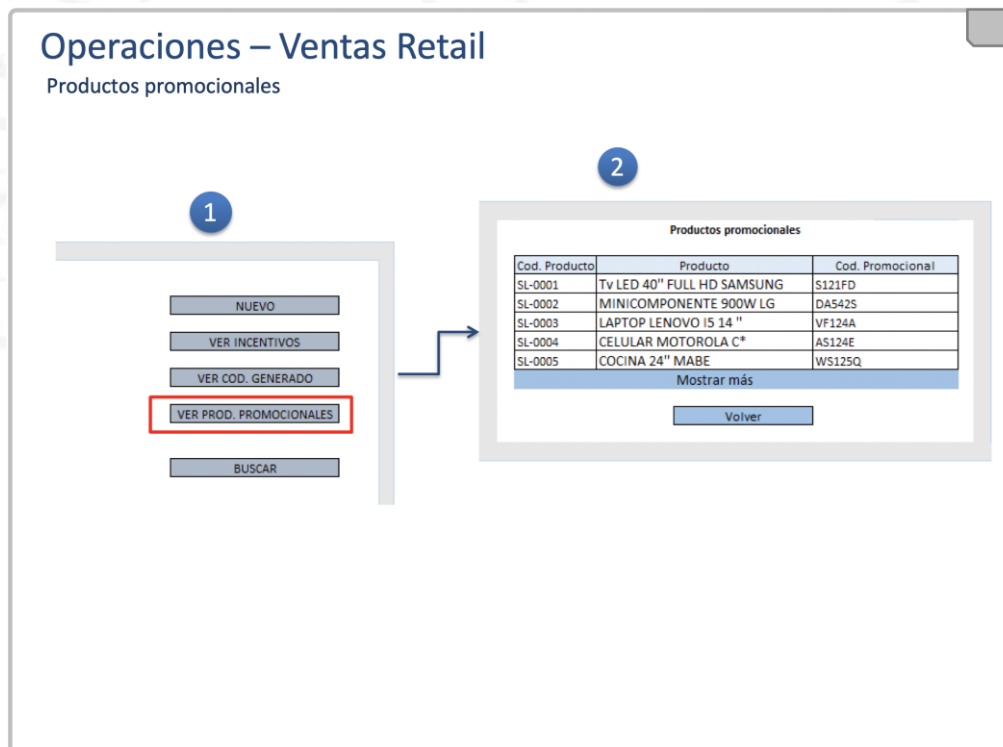 Operaciones – Ventas Retail
Productos promocionales
1
NUEVO
VER INCENTIVOS
VER COD. GENERADO
VER PROD. PROMOCIONALES
BUSCAR
2
Productos promocionales
Cod. Producto Producto Cod. Promocional
SL-0001 Tv LED 40" FULL HD SAMSUNG S121FD
SL-0002 MINICOMPONENTE 900W LG DA542S
SL-0003 LAPTOP LENOVO I5 14 " VF124A
SL-0004 CELULAR MOTOROLA C* AS124E
SL-0005 COCINA 24" MABE WS125Q
Mostrar más
Volver